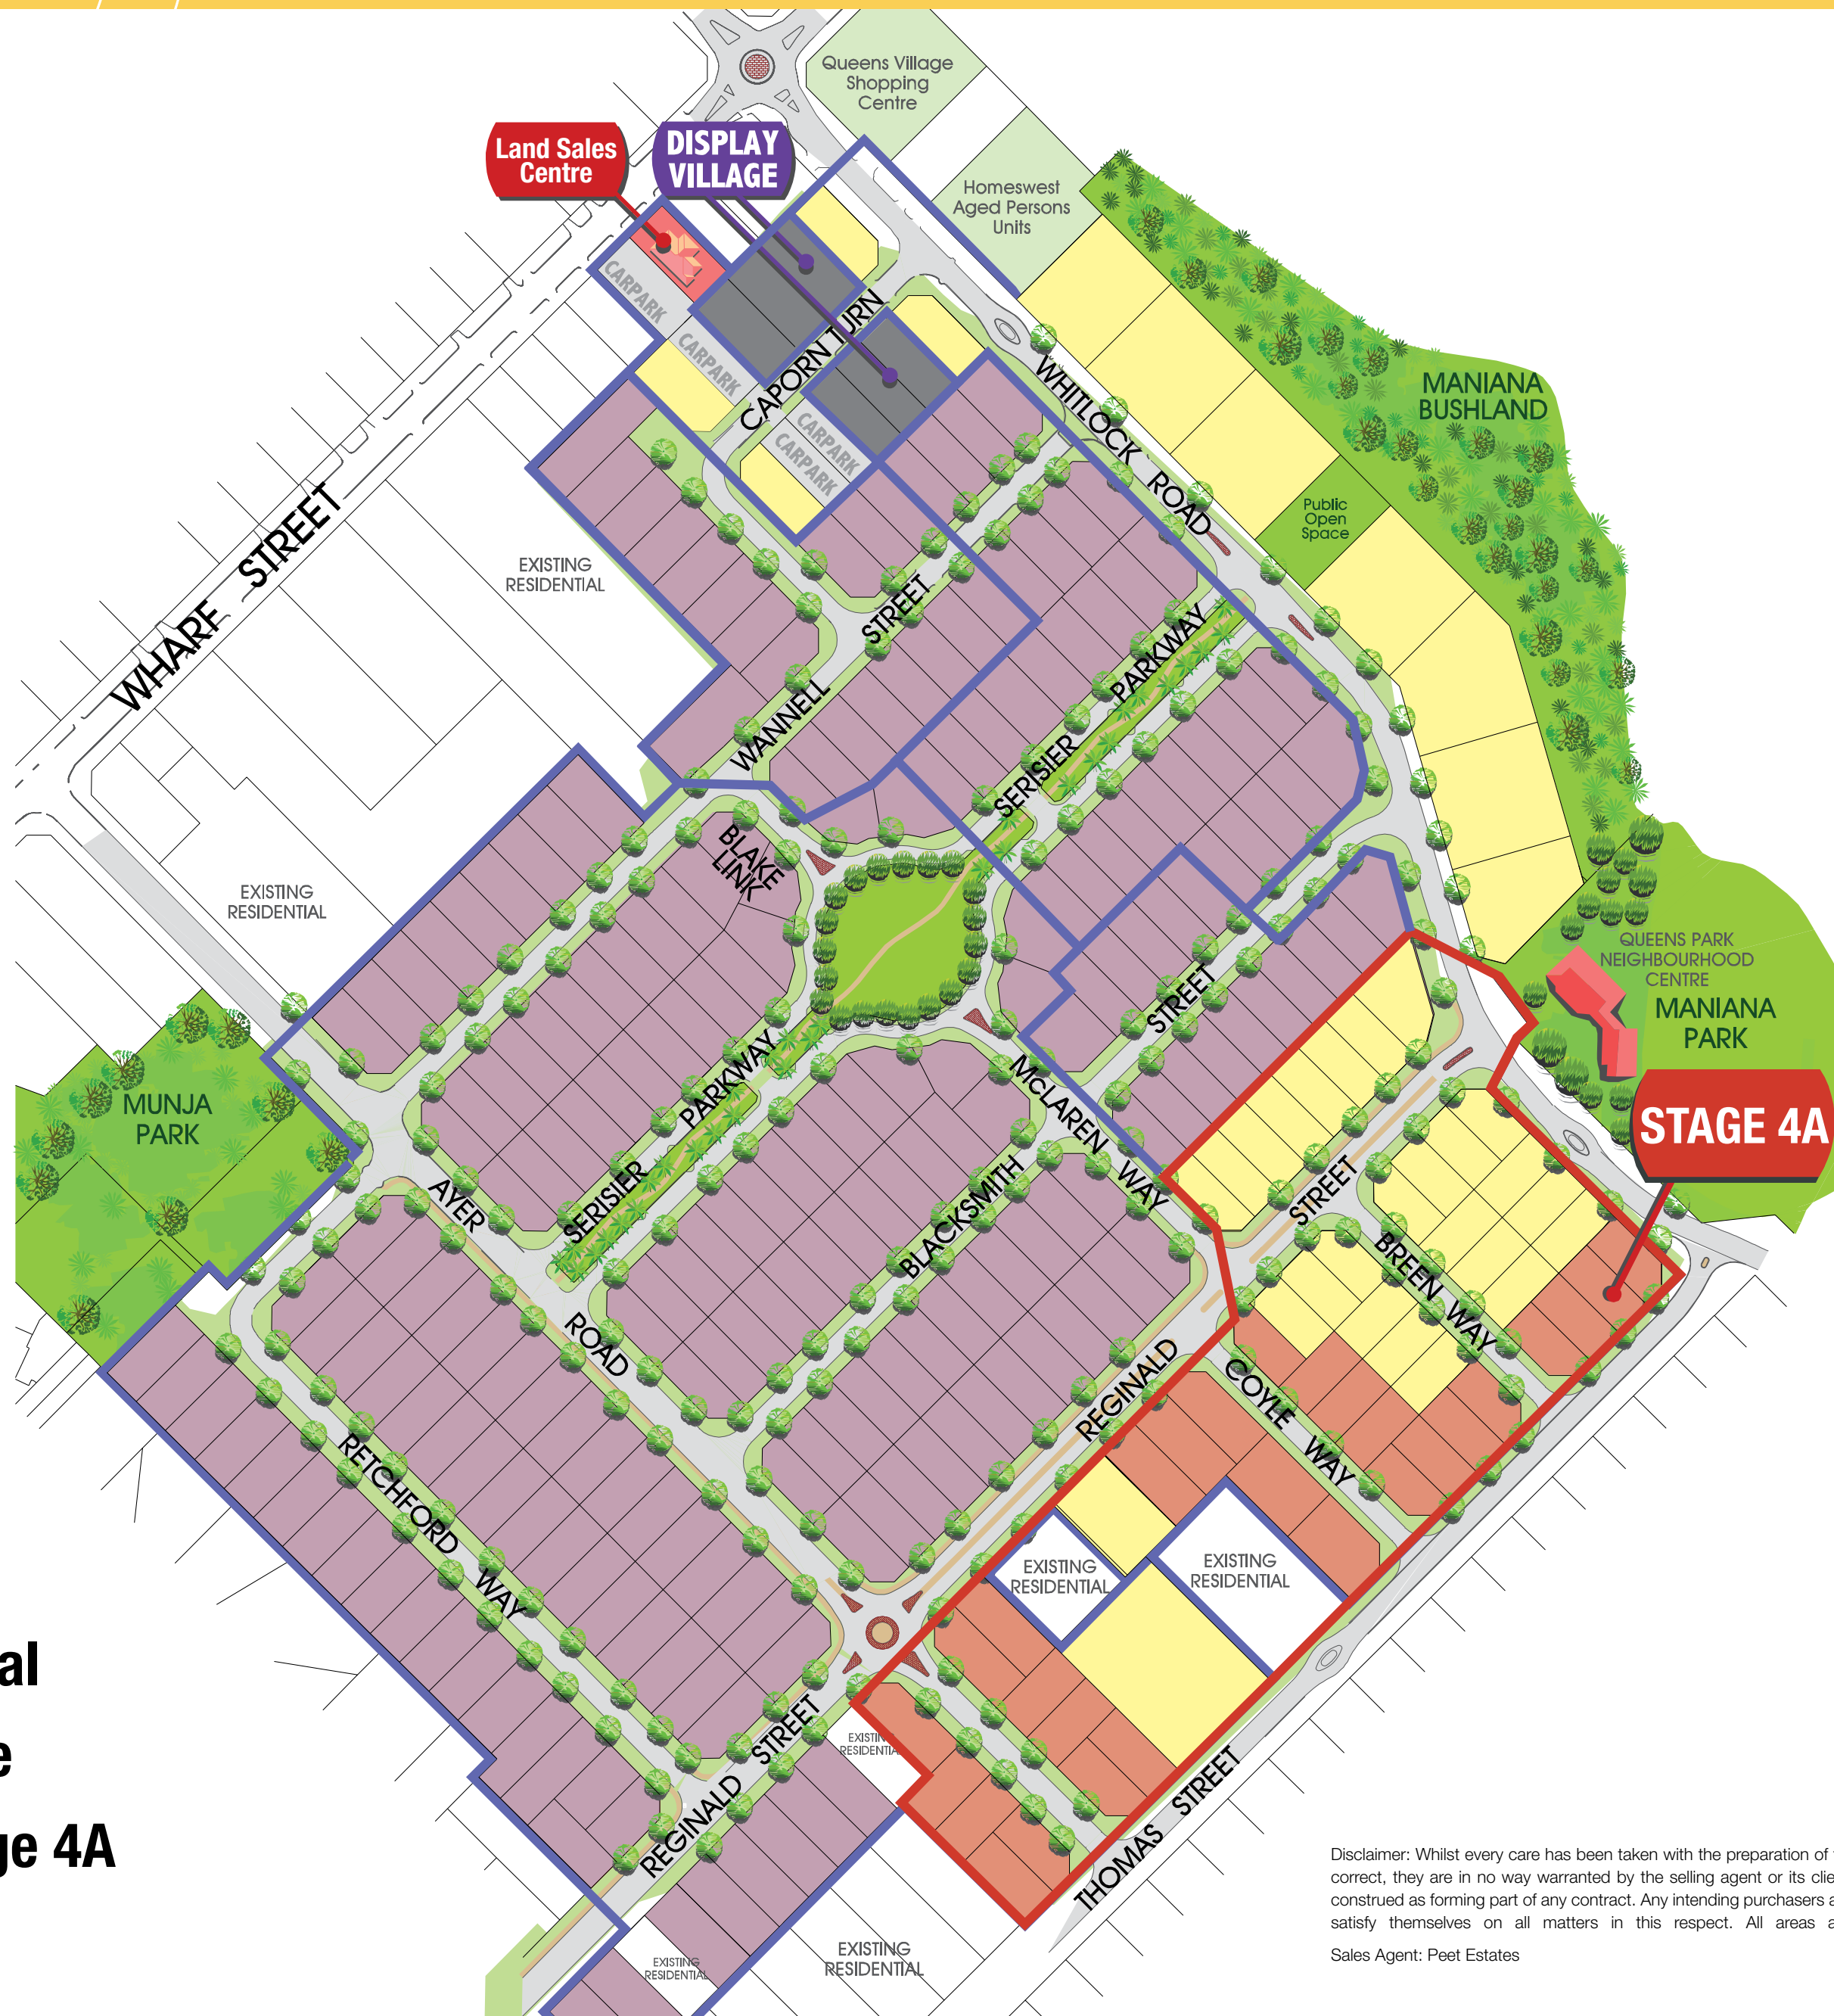 Queens Village
Shopping
Centre
Land Sales
Centre
DISPLAY
VILLAGE
Homeswest
Aged Persons
Units
CARPARK
CARPARK
CARPARK
CARPARK
CAPORN TURN
WHITLOCK ROAD
MANIANA
BUSHLAND
Public
Open
Space
WHARF STREET
EXISTING
RESIDENTIAL
WANNELL STREET
SERISIER PARKWAY
BLAKE
LINK
EXISTING
RESIDENTIAL
QUEENS PARK
NEIGHBOURHOOD
CENTRE
MANIANA
PARK
STAGE 4A
MUNJA
PARK
SERISIER PARKWAY
McLAREN WAY
BLACKSMITH STREET
AYER ROAD
STREET
BREEN WAY
COYLE WAY
REGINALD
RETCHFORD WAY
EXISTING
RESIDENTIAL
EXISTING
RESIDENTIAL
EXISTING
RESIDENTIAL
REGINALD STREET
THOMAS STREET
EXISTING
RESIDENTIAL
EXISTING
RESIDENTIAL
4A
Disclaimer: Whilst every care has been taken with the preparation of
correct, they are in no way warranted by the selling agent or its
construed as forming part of any contract. Any intending purchasers
satisfy themselves on all matters in this respect. All areas
Sales Agent: Peet Estates